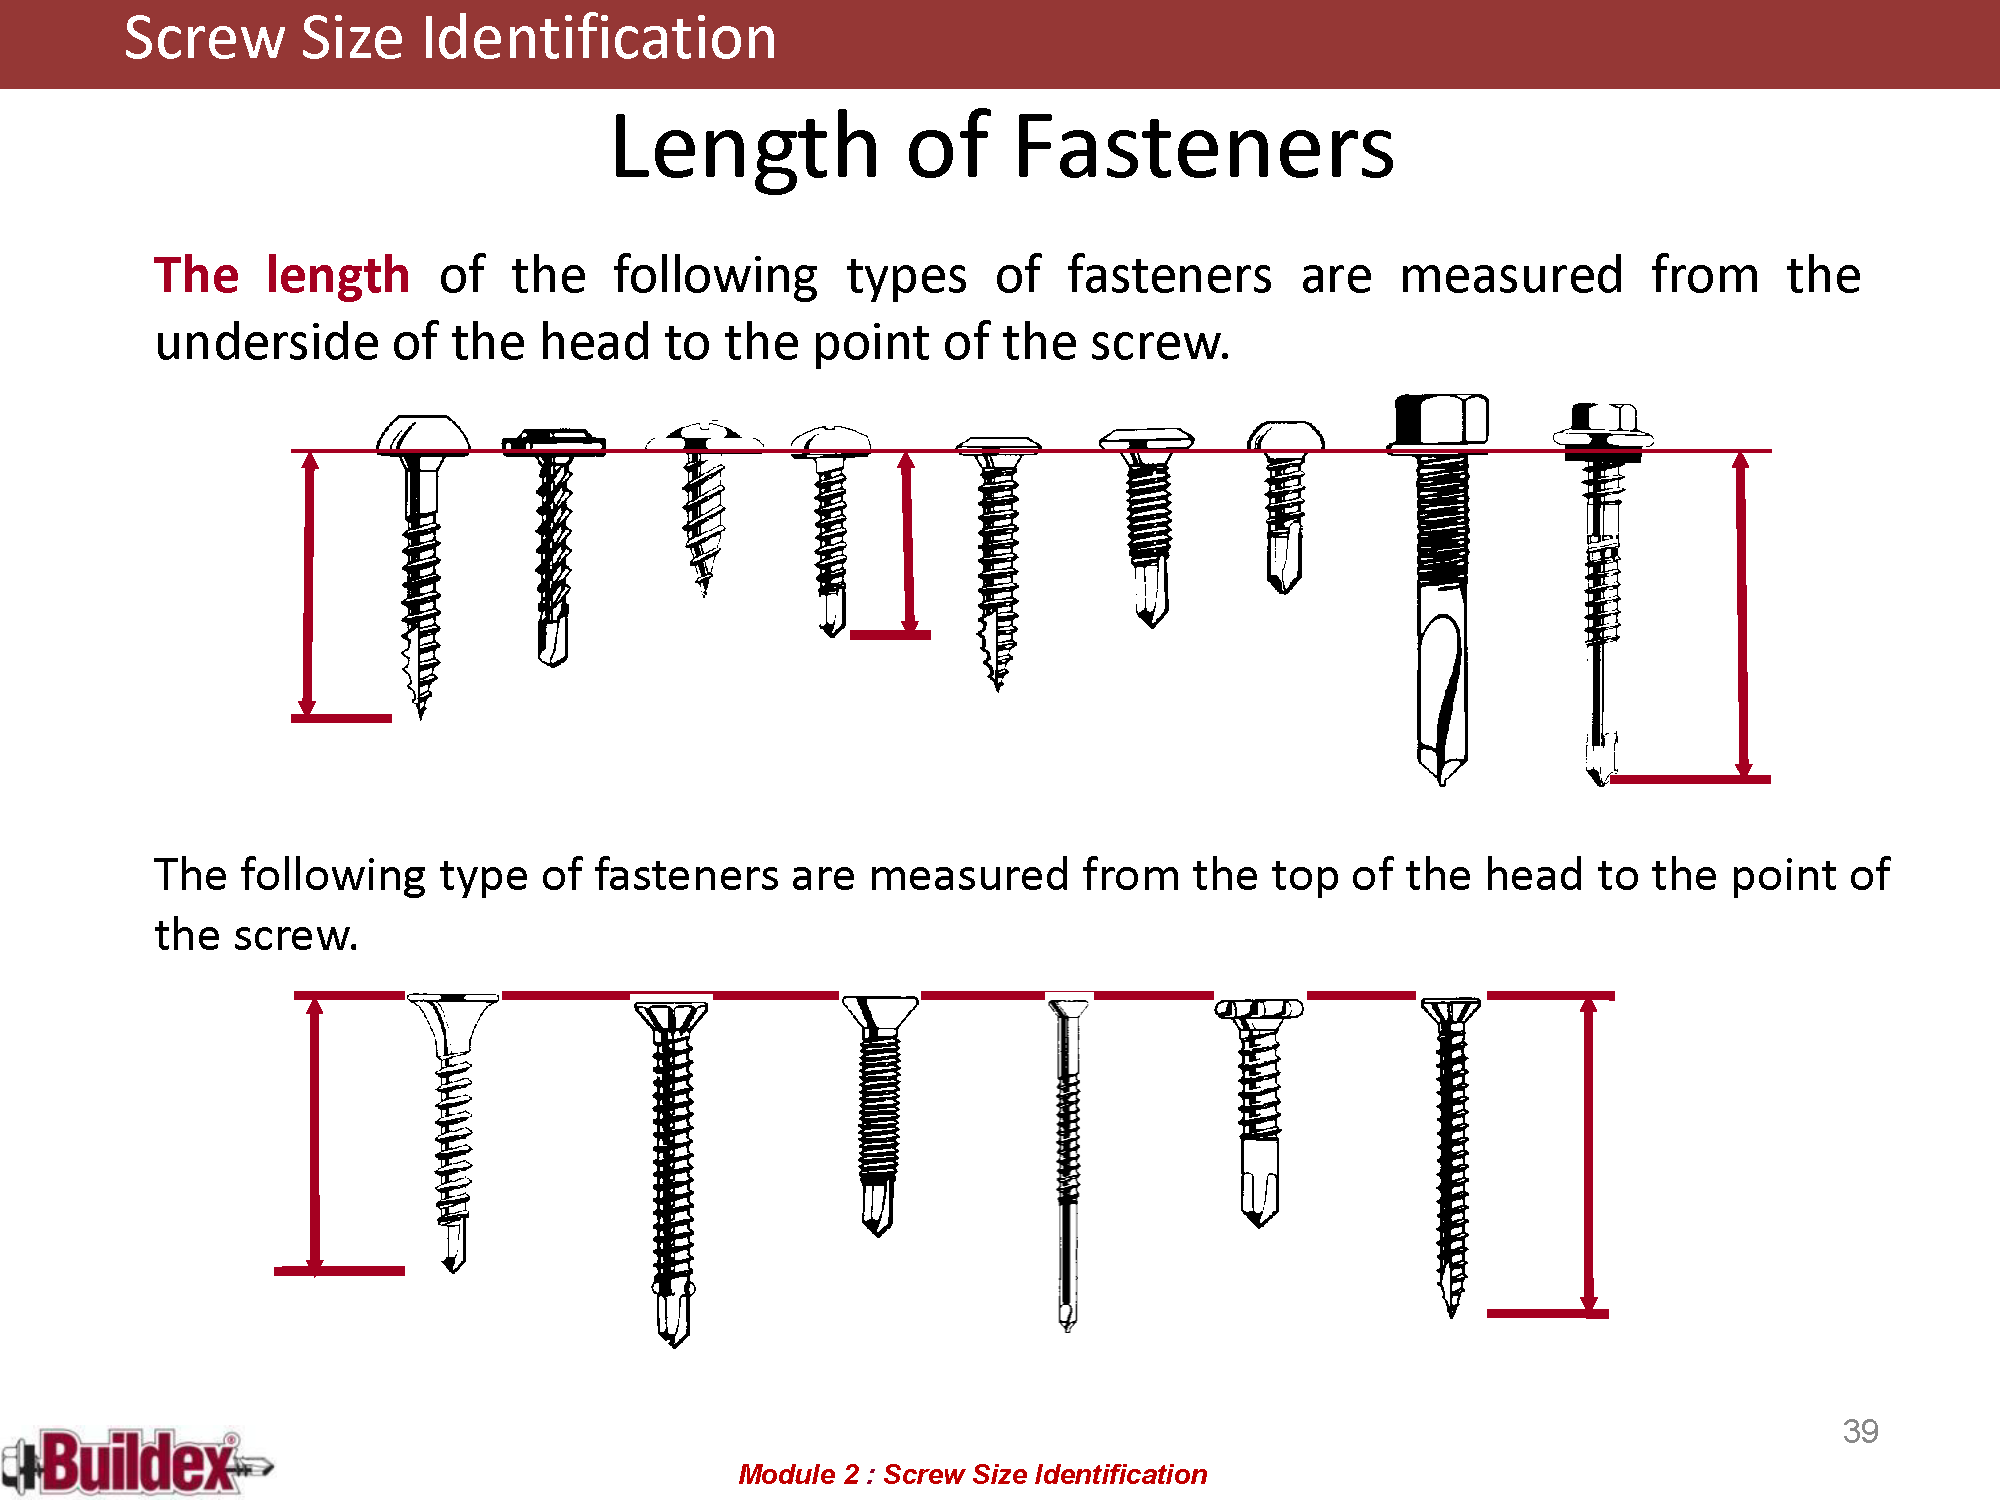 Screw Size Identification
Length of Fasteners
The length of the following types of fasteners are measured from the
underside of the head to the point of the screw.
The following type of fasteners are measured from the top of the head to the point of
the screw.
39
Buildex®
Module 2 : Screw Size Identification